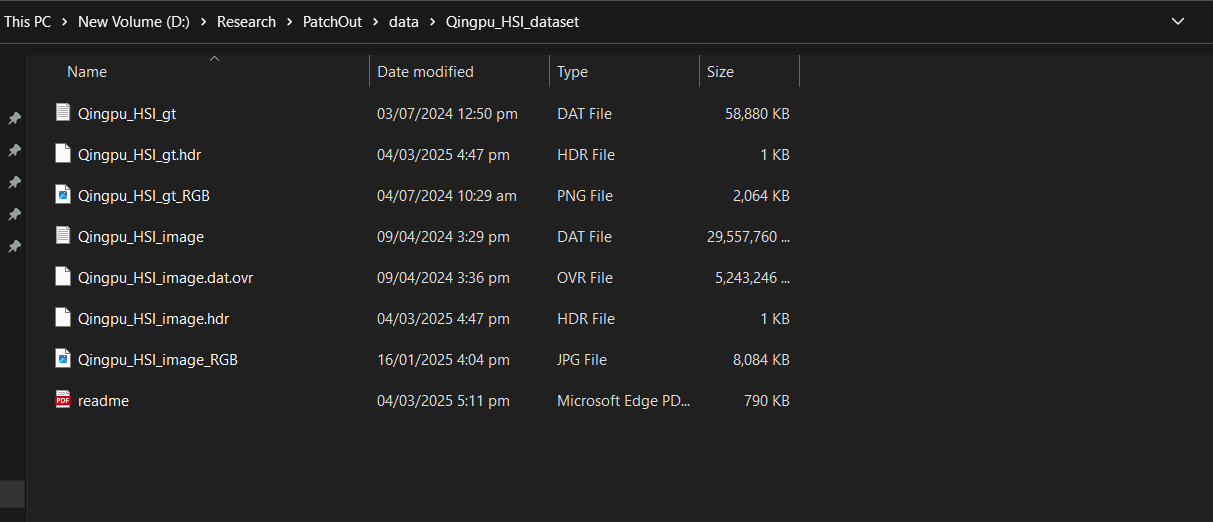 This PC > New Volume (D:) > Research > PatchOut > data > Qingpu_HSI_dataset
Name Date modified Type Size
Qingpu_HSI_gt 03/07/2024 12:50 pm DAT File 58,880 KB
Qingpu_HSI_gt.hdr 04/03/2025 4:47 pm HDR File 1 KB
Qingpu_HSI_gt_RGB 04/07/2024 10:29 am PNG File 2,064 KB
Qingpu_HSI_image 09/04/2024 3:29 pm DAT File 29,557,760 ...
Qingpu_HSI_image.dat.ovr 09/04/2024 3:36 pm OVR File 5,243,246 ...
Qingpu_HSI_image.hdr 04/03/2025 4:47 pm HDR File 1 KB
Qingpu_HSI_image_RGB 16/01/2025 4:04 pm JPG File 8,084 KB
PDF readme 04/03/2025 5:11 pm Microsoft Edge PD... 790 KB